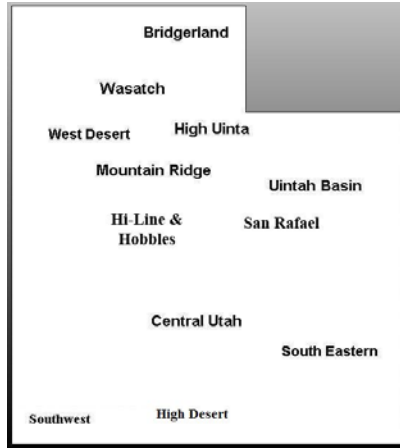 Bridgerland
Wasatch
West Desert
High Uinta
Mountain Ridge
Uintah Basin
Hi-Line &
Hobbles
San Rafael
Central Utah
South Eastern
Southwest
High Desert